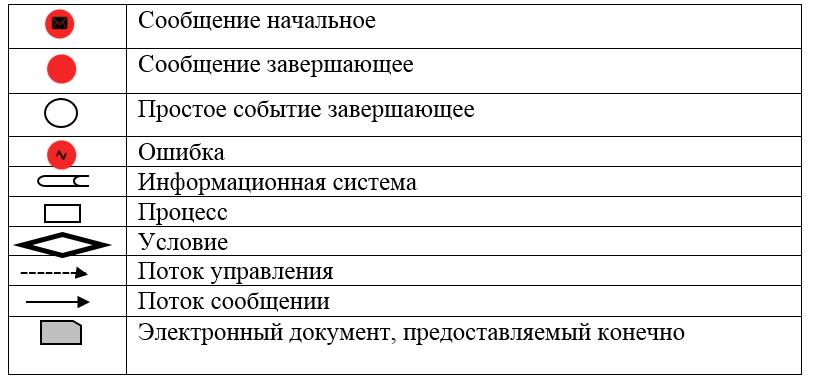 Сообщение начальное
Сообщение завершающее
Простое событие завершающее
Ошибка
Информационная система
Процесс
Условие
Поток управления
Поток сообщении
Электронный документ, предоставляемый конечно